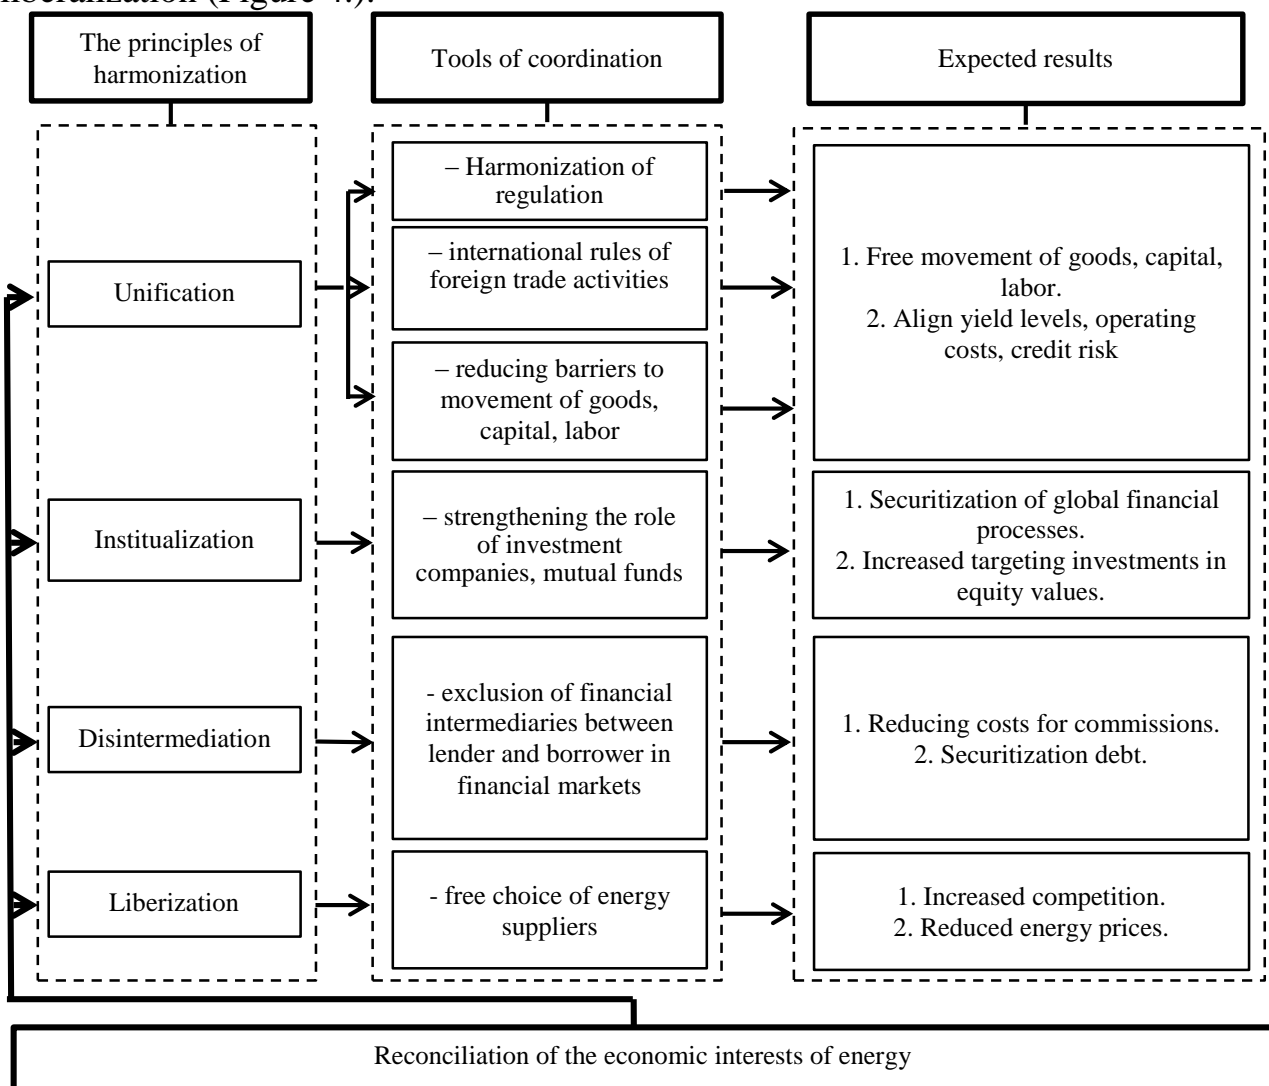 liberalization (Figure 4.).
The principles of
harmonization
Tools of coordination
Expected results
– Harmonization of
regulation
– international rules of
foreign trade activities
– reducing barriers to
movement of goods,
capital, labor
Unification
1. Free movement of goods, capital,
labor.
2. Align yield levels, operating
costs, credit risk
Institualization
– strengthening the role
of investment
companies, mutual funds
1. Securitization of global financial
processes.
2. Increased targeting investments in
equity values.
Disintermediation
- exclusion of financial
intermediaries between
lender and borrower in
financial markets
1. Reducing costs for commissions.
2. Securitization debt.
Liberization
- free choice of energy
suppliers
1. Increased competition.
2. Reduced energy prices.
Reconciliation of the economic interests of energy